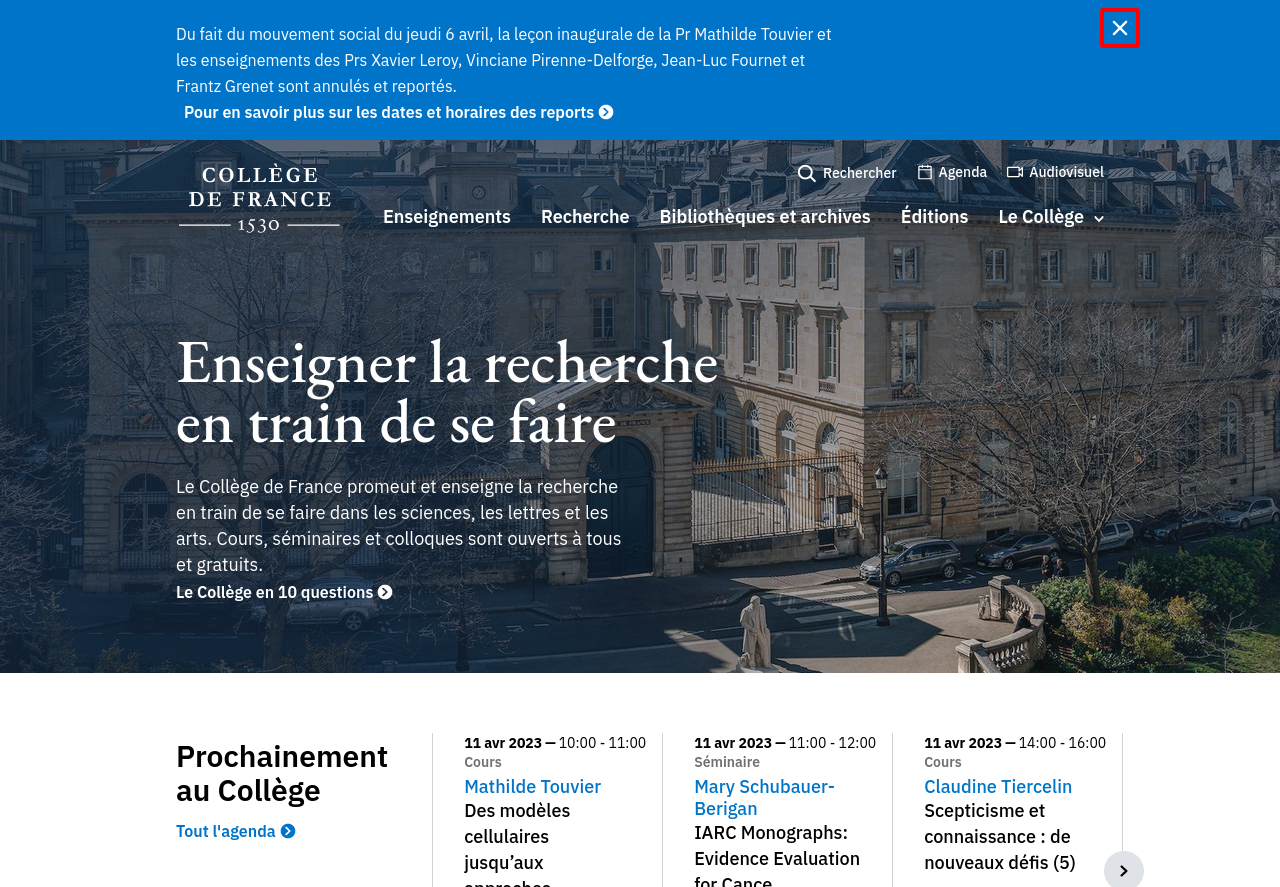 Du fait du mouvement social du jeudi 6 avril, la leçon inaugurale de la Pr Mathilde Touvier et
les enseignements des Prs Xavier Leroy, Vinciane Pirenne-Delforge, Jean-Luc Fournet et
Frantz Grenet sont annulés et reportés.
Pour en savoir plus sur les dates et horaires des reports
COLLÈGE
DE FRANCE
1530
Rechercher
Agenda
Audiovisuel
Enseignements
Recherche
Bibliothèques et archives
Éditions
Le Collège
Enseigner la recherche
en train de se faire
Le Collège de France promeut et enseigne la recherche
en train de se faire dans les sciences, les lettres et les
arts. Cours, séminaires et colloques sont ouverts à tous
et gratuits.
Le Collège en 10 questions
Prochainement
au Collège
Tout l'agenda
11 avr 2023 — 10:00 - 11:00
Cours
Mathilde Touvier
Des modèles
cellulaires
jusqu’aux
approches
11 avr 2023 — 11:00 - 12:00
Séminaire
Mary Schubauer-
Berigan
IARC Monographs:
Evidence Evaluation
for Cance
11 avr 2023 — 14:00 - 16:00
Cours
Claudine Tiercelin
Scepticisme et
connaissance : de
nouveaux défis (5)